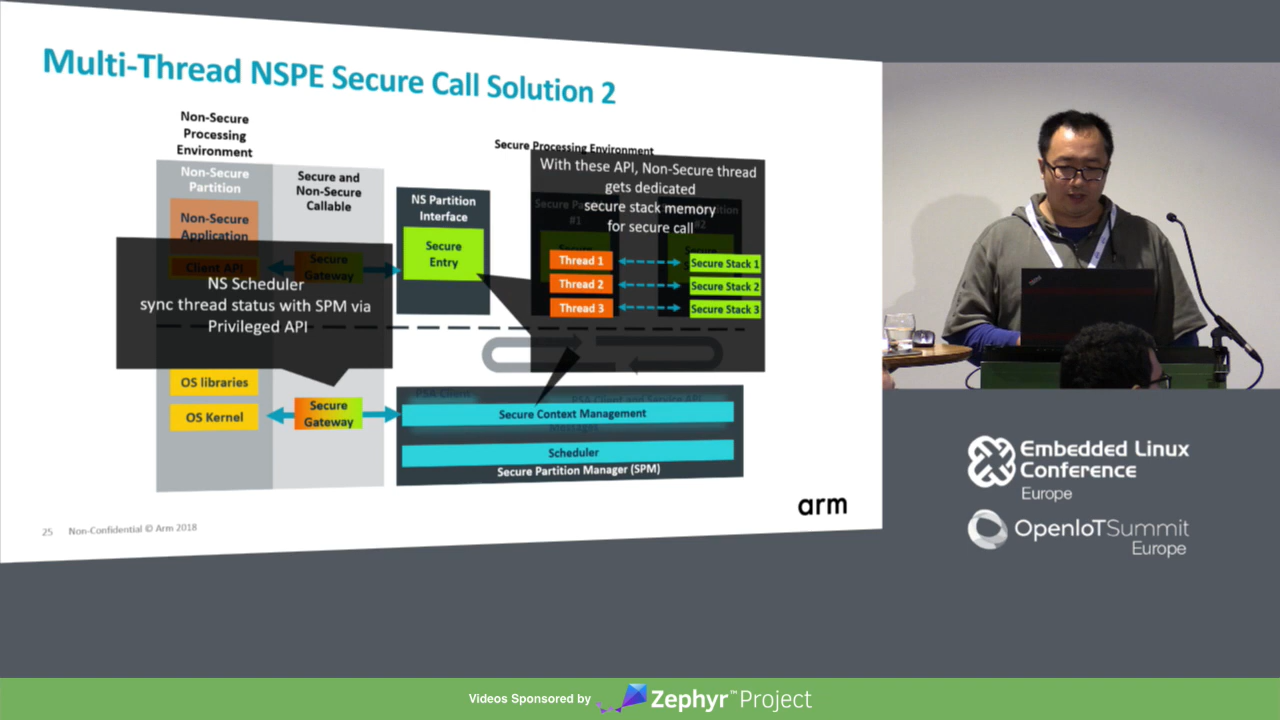 Multi-Thread NSPE Secure Call Solution 2
Non-Secure
Processing
Environment
Non-Secure
Partition
Non-Secure
Application
Client API
Secure and
Non-Secure
Callable
Secure
Gateway
NS Scheduler
sync thread status with SPM via
Privileged API
OS libraries
OS Kernel
Secure
Gateway
NS Partition
Interface
Secure
Entry
Secure Processing Environment
With these API, Non-Secure thread
gets dedicated
secure stack memory
for secure call
#1
#2
Thread 1
Secure Stack 1
Thread 2
Secure Stack 2
Thread 3
Secure Stack 3
PSA Client
Secure Context Management
Scheduler
Secure Partition Manager (SPM)
25 Non-Confidential © Arm 2018
arm
Embedded Linux
Conference
Europe
OpenIoTSummit
Europe
Videos Sponsored by Zephyr™Project